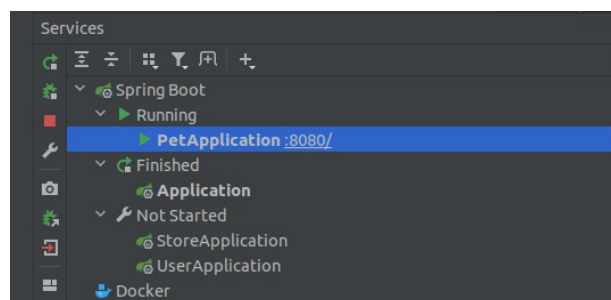 Services
Spring Boot
Running
PetApplication :8080/
Finished
Application
Not Started
StoreApplication
UserApplication
Docker